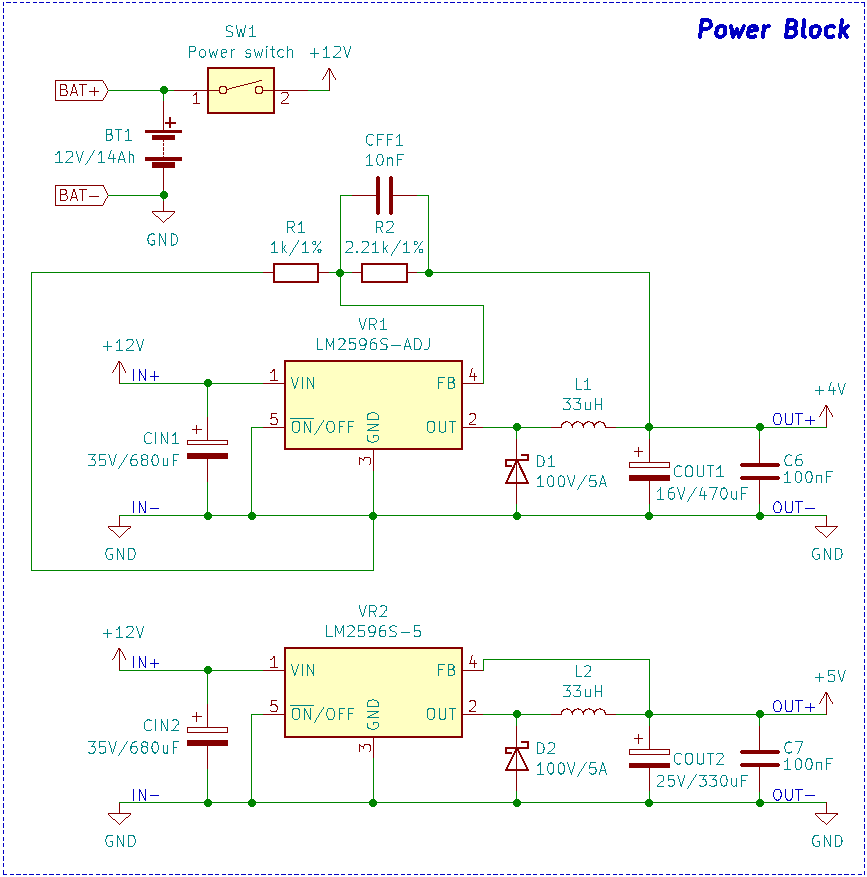 Power Block
SW1
Power switch
+12V
BAT+
1
2
BT1
12V/14Ah
BAT-
GND
CFF1
10nF
R1
1k/1%
R2
2.21k/1%
VR1
LM2596S-ADJ
+12V
IN+
1
VIN
FB
4
5
ON/OFF
GND
OUT
2
3
CIN1
35V/680uF
IN-
GND
L1
33uH
D1
100V/5A
COUT1
16V/470uF
C6
100nF
+4V
OUT+
OUT-
GND
VR2
LM2596S-5
+12V
IN+
1
VIN
FB
4
5
ON/OFF
GND
OUT
2
3
CIN2
35V/680uF
IN-
GND
L2
33uH
D2
100V/5A
COUT2
25V/330uF
C7
100nF
+5V
OUT+
OUT-
GND